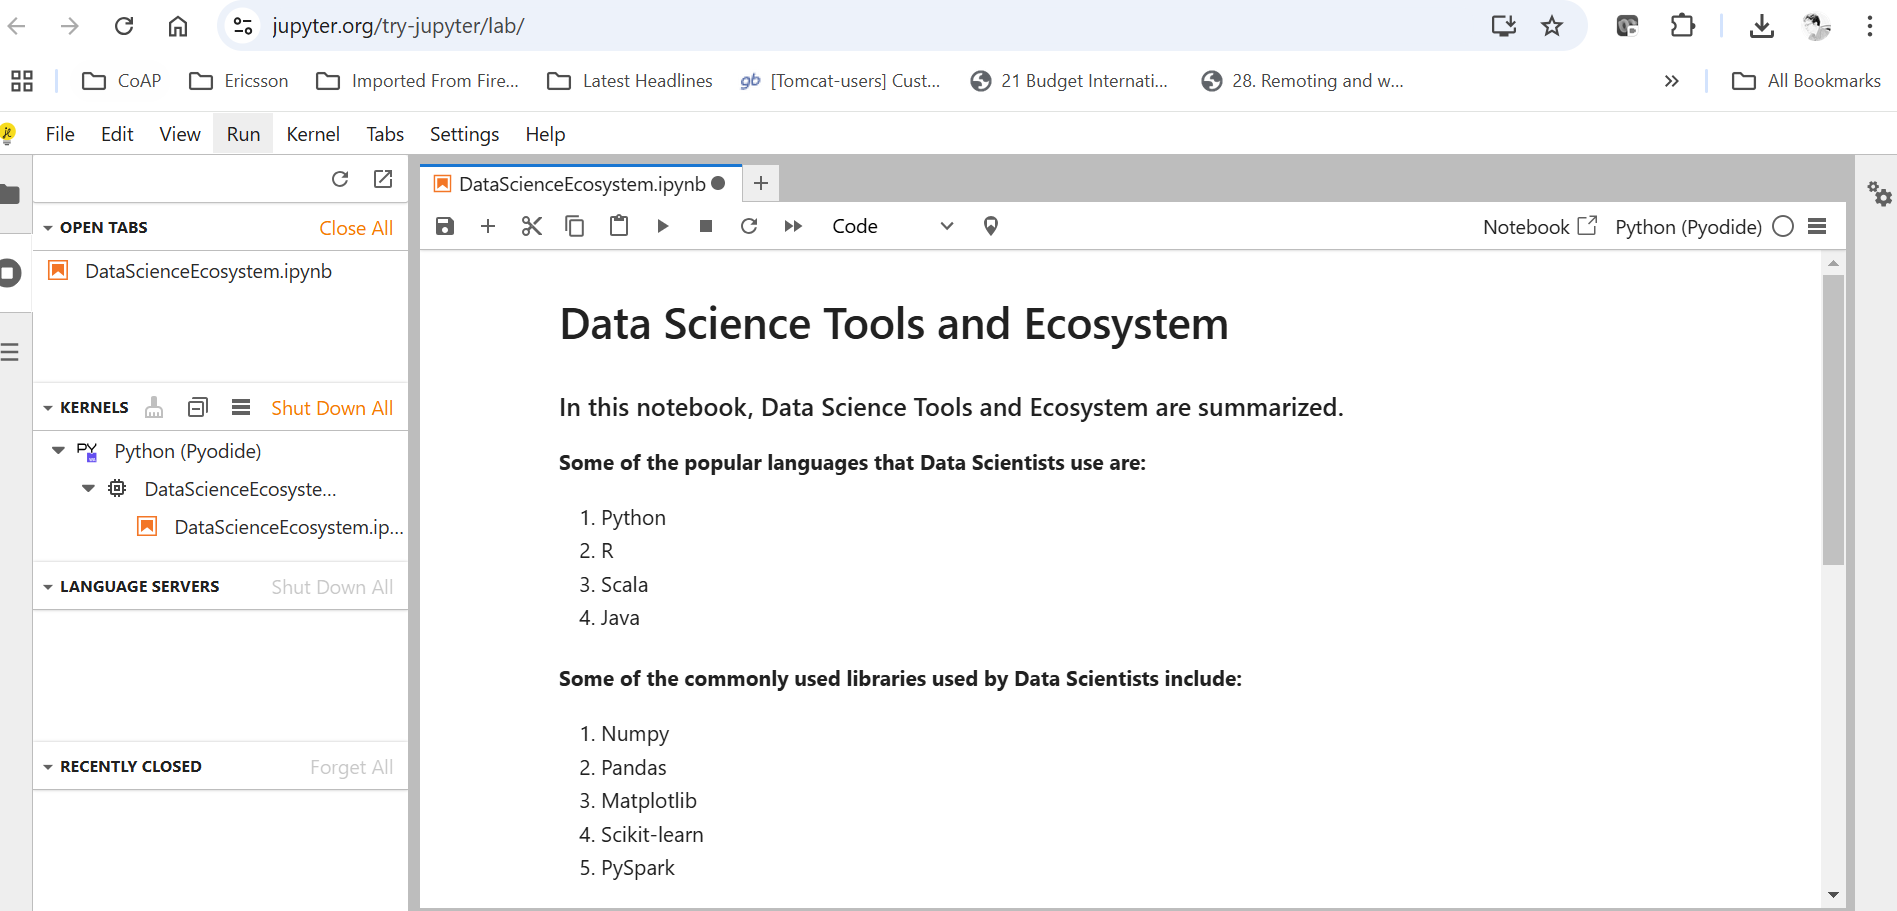 jupyter.org/try-jupyter/lab/
CoAP Ericsson Imported From Fire... Latest Headlines gb [Tomcat-users] Cust... 21 Budget Internati... 28. Remoting and w... » All Bookmarks
File Edit View Run Kernel Tabs Settings Help
OPEN TABS Close All
DataScienceEcosystem.ipynb
KERNELS Shut Down All
PY Python (Pyodide)
DataScienceEcosyste...
DataScienceEcosystem.ip...
LANGUAGE SERVERS Shut Down All
RECENTLY CLOSED Forget All
DataScienceEcosystem.ipynb
Code Notebook Python (Pyodide)
Data Science Tools and Ecosystem
In this notebook, Data Science Tools and Ecosystem are summarized.
Some of the popular languages that Data Scientists use are:
1. Python
2. R
3. Scala
4. Java
Some of the commonly used libraries used by Data Scientists include:
1. Numpy
2. Pandas
3. Matplotlib
4. Scikit-learn
5. PySpark